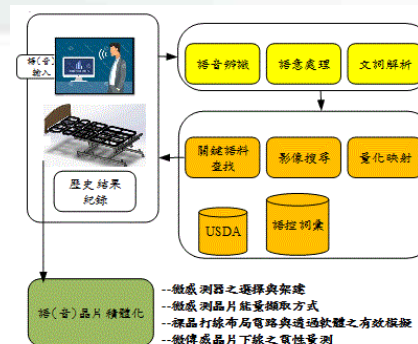 語(音)
輸入
語音辨識
語意處理
文詞解析
關鍵語料
查找
影像搜尋
量化映射
歷史結果
紀錄
USDA
語控詞彙
語(音)晶片積體化
--微感測器之選擇與架建
--微感測晶片能量擷取方式
--裸晶打線布局電路與透過軟體之有效模擬
--微傳感晶片下線之電性量測